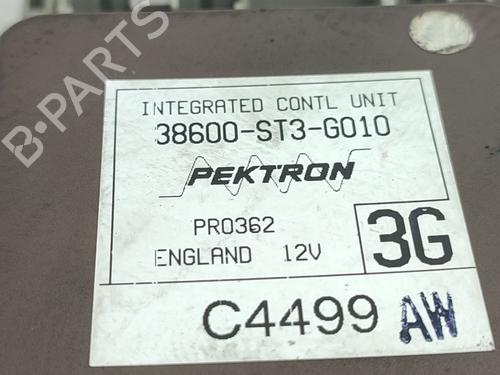 B-PARTS
INTEGRATED CONTL UNIT
38600-ST3-G010
PEKTRON
PR0362
ENGLAND 12V
3G
C4499 AW